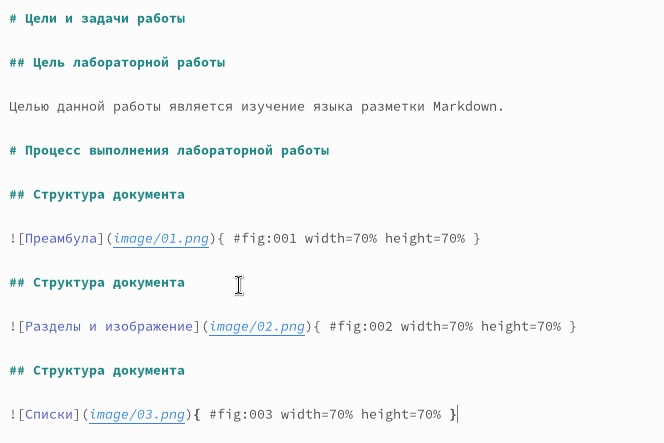 # Цели и задачи работы
## Цель лабораторной работы
Целью данной работы является изучение языка разметки Markdown.
# Процесс выполнения лабораторной работы
## Структура документа
![Преамбула](image/01.png){ #fig:001 width=70% height=70% }
## Структура документа
![Разделы и изображение](image/02.png){ #fig:002 width=70% height=70% }
## Структура документа
![Списки](image/03.png){ #fig:003 width=70% height=70% }